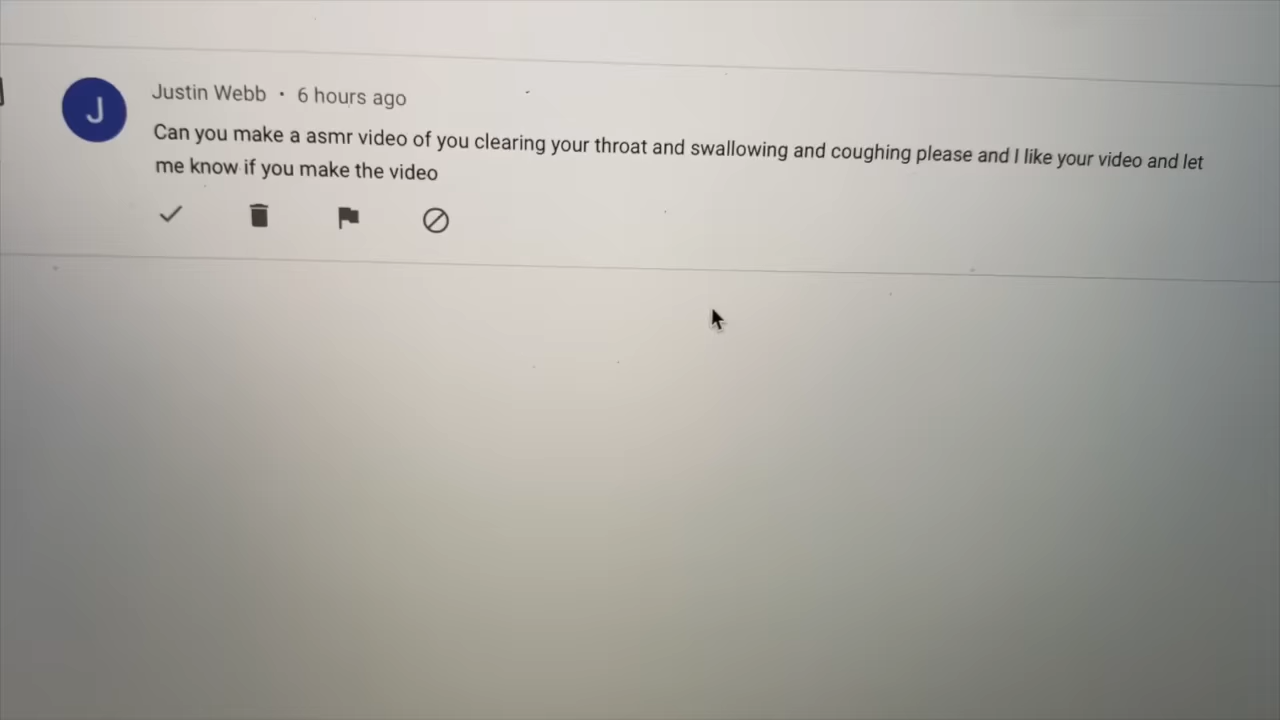 J
Justin Webb • 6 hours ago
Can you make a asmr video of you clearing your throat and swallowing and coughing please and I like your video and let
me know if you make the video